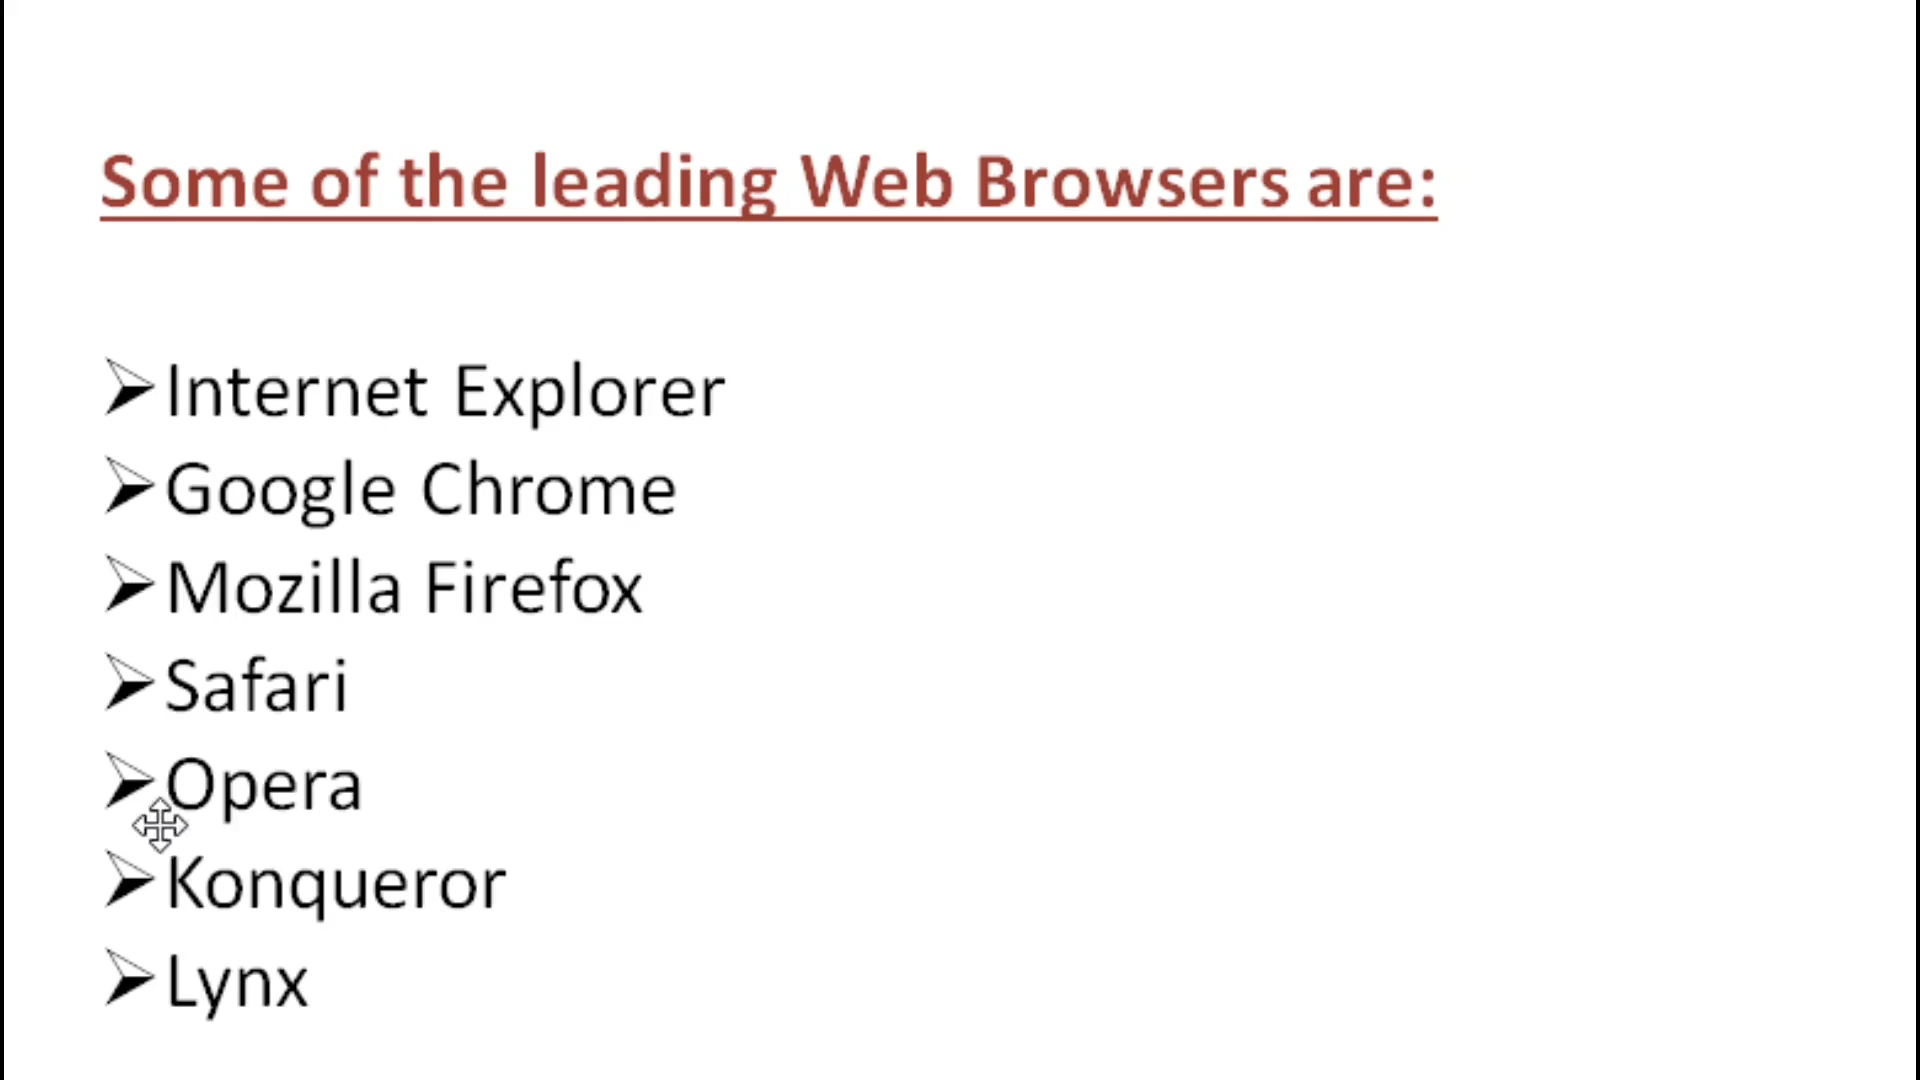 Some of the leading Web Browsers are:
Internet Explorer
Google Chrome
Mozilla Firefox
Safari
Opera
Konqueror
Lynx